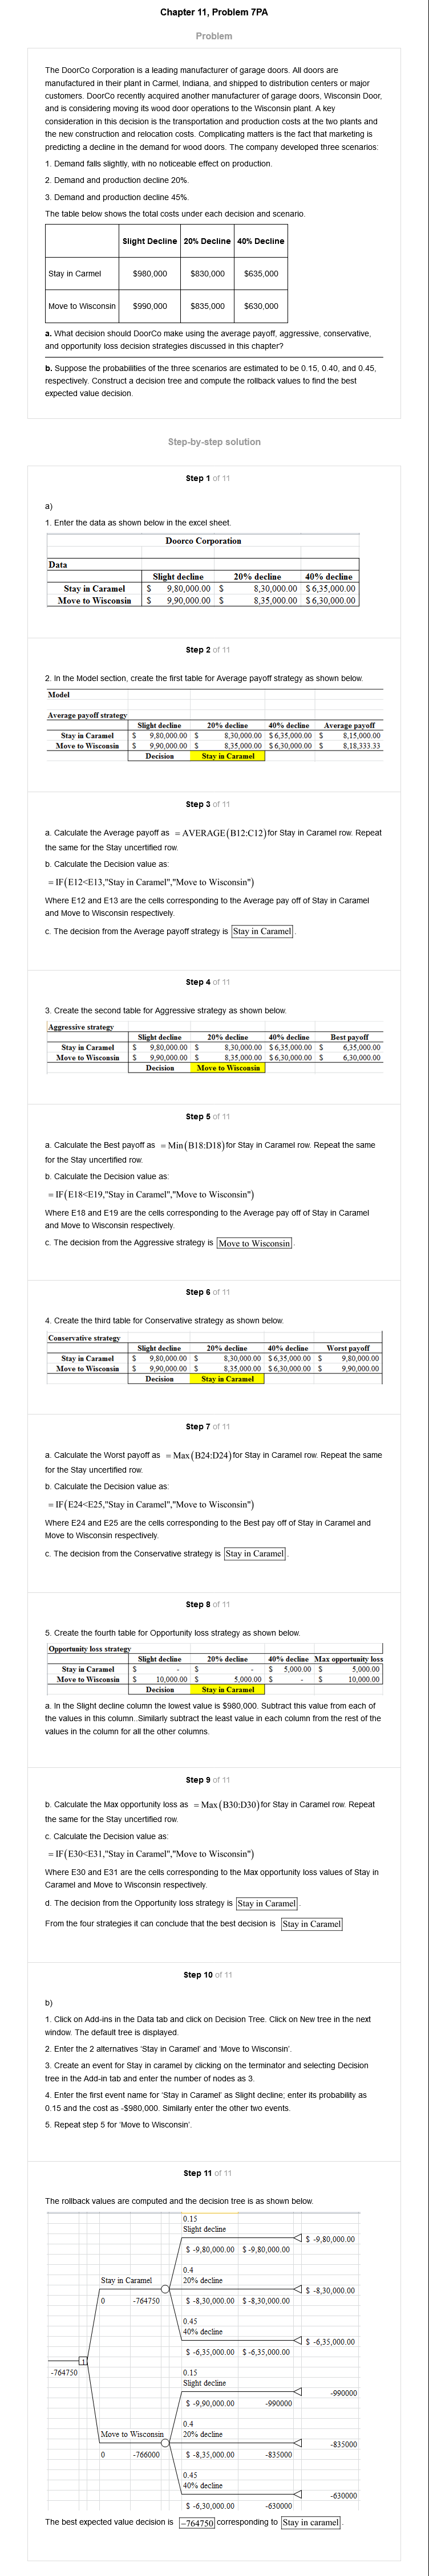 Chapter 11, Problem 7PA
Problem
The DoorCo Corporation is a leading manufacturer of garage doors. All doors are
manufactured in their plant in Carmel, Indiana, and shipped to distribution centers or major
customers. DoorCo recently acquired another manufacturer of garage doors, Wisconsin Door,
and is considering moving its wood door operations to the Wisconsin plant. A key
consideration in this decision is the transportation and production costs at the two plants and
the new construction and relocation costs. Complicating matters is the fact that marketing is
predicting a decline in the demand for wood doors. The company developed three scenarios:
1. Demand falls slightly, with no noticeable effect on production.
2. Demand and production decline 20%.
3. Demand and production decline 45%.
The table below shows the total costs under each decision and scenario.
Slight Decline 20% Decline 40% Decline
Stay in Carmel $980,000 $830,000 $635,000
Move to Wisconsin $990,000 $835,000 $630,000
a. What decision should DoorCo make using the average payoff, aggressive, conservative,
and opportunity loss decision strategies discussed in this chapter?
b. Suppose the probabilities of the three scenarios are estimated to be 0.15, 0.40, and 0.45,
respectively. Construct a decision tree and compute the rollback values to find the best
expected value decision.
Step-by-step solution
Step 1 of 11
a)
1. Enter the data as shown below in the excel sheet.
Doorco Corporation
Data
Slight decline 20% decline 40% decline
Stay in Caramel $ 9,80,000.00 $ 8,30,000.00 $ 6,35,000.00
Move to Wisconsin $ 9,90,000.00 $ 8,35,000.00 $ 6,30,000.00
Step 2 of 11
2. In the Model section, create the first table for Average payoff strategy as shown below.
Model
Average payoff strategy
Slight decline 20% decline 40% decline Average payoff
Stay in Caramel $ 9,80,000.00 $ 8,30,000.00 $ 6,35,000.00 $ 8,15,000.00
Move to Wisconsin $ 9,90,000.00 $ 8,35,000.00 $ 6,30,000.00 $ 8,18,333.33
Decision Stay in Caramel
Step 3 of 11
a. Calculate the Average payoff as =AVERAGE(B12:C12) for Stay in Caramel row. Repeat
the same for the Stay uncertified row.
b. Calculate the Decision value as:
=IF(E12<E13,"Stay in Caramel","Move to Wisconsin")
Where E12 and E13 are the cells corresponding to the Average pay off of Stay in Caramel
and Move to Wisconsin respectively.
c. The decision from the Average payoff strategy is Stay in Caramel.
Step 4 of 11
3. Create the second table for Aggressive strategy as shown below.
Aggressive strategy
Slight decline 20% decline 40% decline Best payoff
Stay in Caramel $ 9,80,000.00 $ 8,30,000.00 $ 6,35,000.00 $ 6,35,000.00
Move to Wisconsin $ 9,90,000.00 $ 8,35,000.00 $ 6,30,000.00 $ 6,30,000.00
Decision Move to Wisconsin
Step 5 of 11
a. Calculate the Best payoff as =Min(B18:D18) for Stay in Caramel row. Repeat the same
for the Stay uncertified row.
b. Calculate the Decision value as:
=IF(E18<E19,"Stay in Caramel","Move to Wisconsin")
Where E18 and E19 are the cells corresponding to the Average pay off of Stay in Caramel
and Move to Wisconsin respectively.
c. The decision from the Aggressive strategy is Move to Wisconsin.
Step 6 of 11
4. Create the third table for Conservative strategy as shown below.
Conservative strategy
Slight decline 20% decline 40% decline Worst payoff
Stay in Caramel $ 9,80,000.00 $ 8,30,000.00 $ 6,35,000.00 $ 9,80,000.00
Move to Wisconsin $ 9,90,000.00 $ 8,35,000.00 $ 6,30,000.00 $ 9,90,000.00
Decision Stay in Caramel
Step 7 of 11
a. Calculate the Worst payoff as =Max(B24:D24) for Stay in Caramel row. Repeat the same
for the Stay uncertified row.
b. Calculate the Decision value as:
=IF(E24<E25,"Stay in Caramel","Move to Wisconsin")
Where E24 and E25 are the cells corresponding to the Best pay off of Stay in Caramel and
Move to Wisconsin respectively.
c. The decision from the Conservative strategy is Stay in Caramel.
Step 8 of 11
5. Create the fourth table for Opportunity loss strategy as shown below.
Opportunity loss strategy
Slight decline 20% decline 40% decline Max opportunity loss
Stay in Caramel $ - $ - $ 5,000.00 $ 5,000.00
Move to Wisconsin $ 10,000.00 $ 5,000.00 $ - $ 10,000.00
Decision Stay in Caramel
a. In the Slight decline column the lowest value is $980,000. Subtract this value from each of
the values in this column..Similarly subtract the least value in each column from the rest of the
values in the column for all the other columns.
Step 9 of 11
b. Calculate the Max opportunity loss as =Max(B30:D30) for Stay in Caramel row. Repeat
the same for the Stay uncertified row.
c. Calculate the Decision value as:
=IF(E30<E31,"Stay in Caramel","Move to Wisconsin")
Where E30 and E31 are the cells corresponding to the Max opportunity loss values of Stay in
Caramel and Move to Wisconsin respectively.
d. The decision from the Opportunity loss strategy is Stay in Caramel.
From the four strategies it can conclude that the best decision is Stay in Caramel
Step 10 of 11
b)
1. Click on Add-ins in the Data tab and click on Decision Tree. Click on New tree in the next
window. The default tree is displayed.
2. Enter the 2 alternatives 'Stay in Caramel' and 'Move to Wisconsin'.
3. Create an event for Stay in caramel by clicking on the terminator and selecting Decision
tree in the Add-in tab and enter the number of nodes as 3.
4. Enter the first event name for 'Stay in Caramel' as Slight decline; enter its probability as
0.15 and the cost as -$980,000. Similarly enter the other two events.
5. Repeat step 5 for 'Move to Wisconsin'.
Step 11 of 11
The rollback values are computed and the decision tree is as shown below.
0.15
Slight decline
$ -9,80,000.00
$ -9,80,000.00 $ -9,80,000.00
0.4
Stay in Caramel 20% decline
$ -8,30,000.00
0 -764750 $ -8,30,000.00 $ -8,30,000.00
0.45
40% decline
$ -6,35,000.00
$ -6,35,000.00 $ -6,35,000.00
1
-764750
0.15
Slight decline
-990000
$ -9,90,000.00 -990000
0.4
Move to Wisconsin 20% decline
-835000
0 -766000 $ -8,35,000.00 -835000
0.45
40% decline
-630000
$ -6,30,000.00 -630000
The best expected value decision is -764750 corresponding to Stay in caramel.